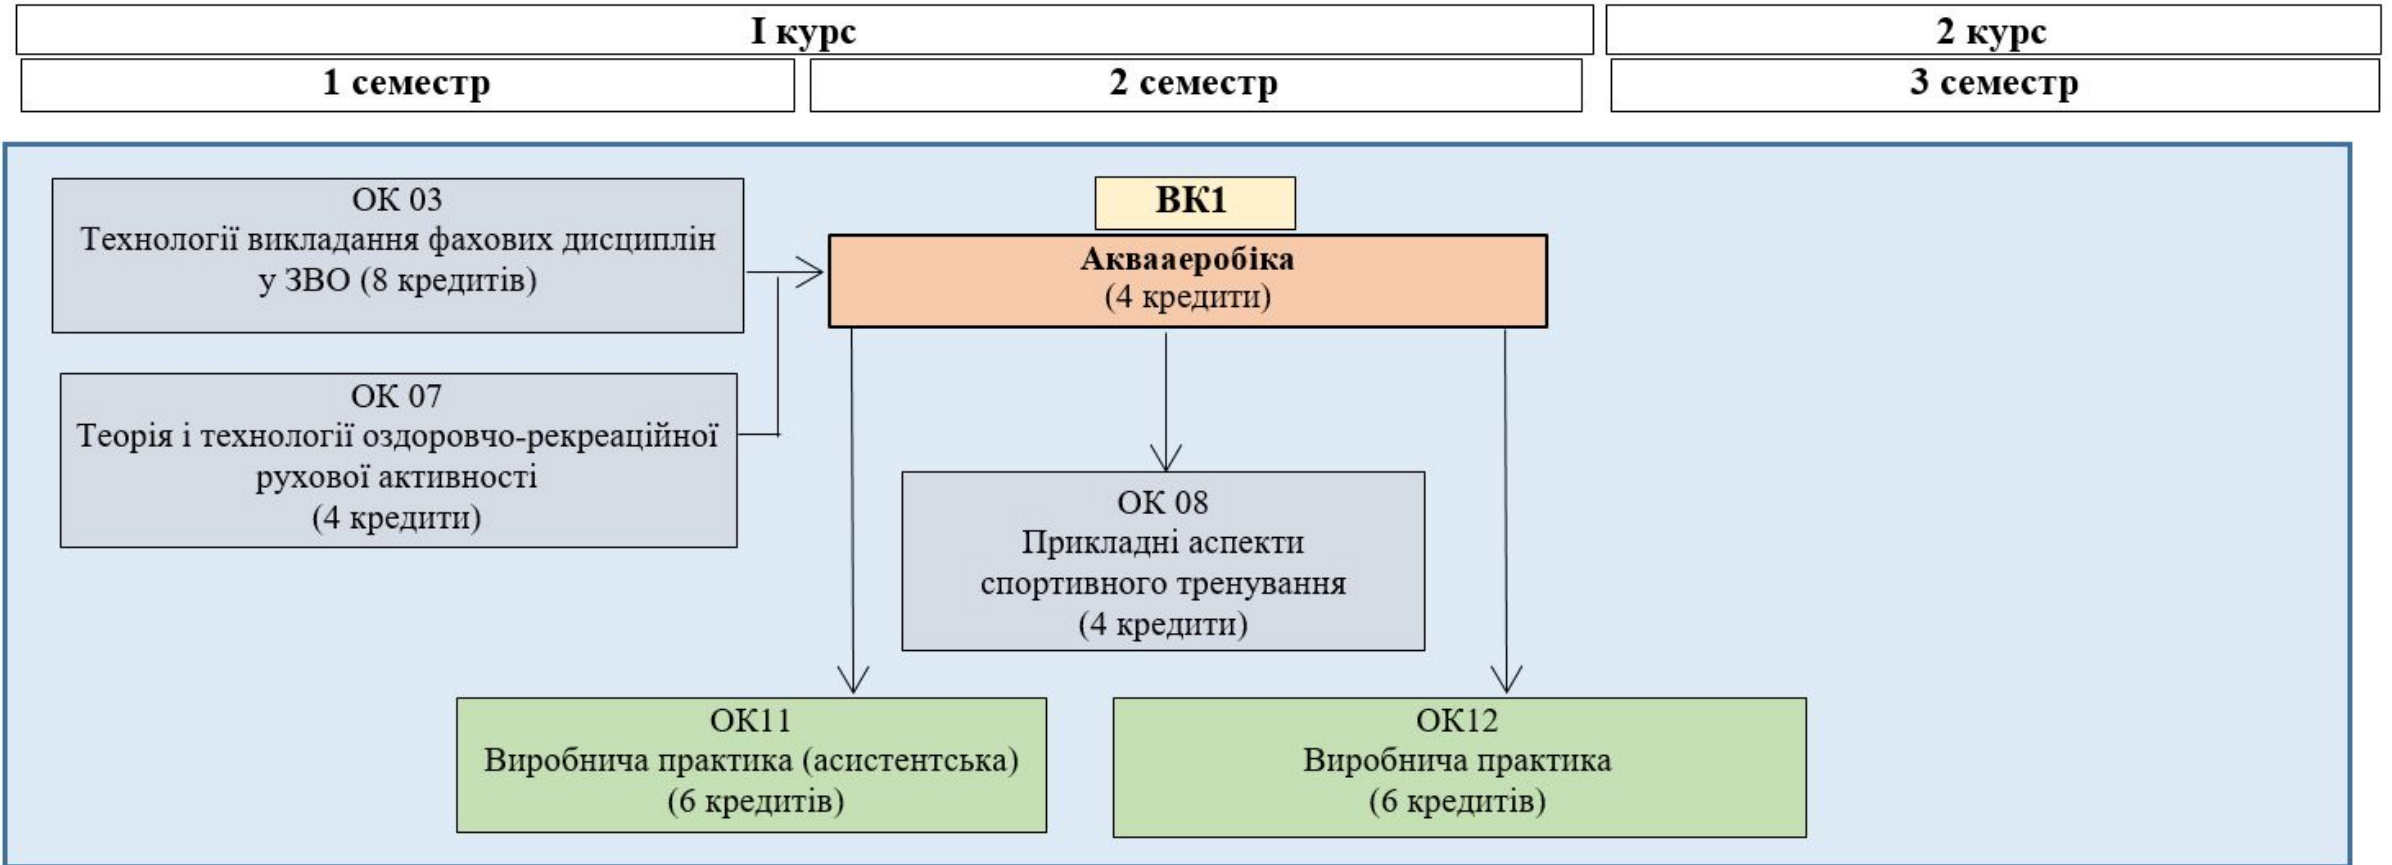 І курс
2 курс
1 семестр
2 семестр
3 семестр
ОК 03
Технології викладання фахових дисциплін
у ЗВО (8 кредитів)
ВК1
Аквааеробіка
(4 кредити)
ОК 07
Теорія і технології оздоровчо-рекреаційної
рухової активності
(4 кредити)
ОК 08
Прикладні аспекти
спортивного тренування
(4 кредити)
ОК11
Виробнича практика (асистентська)
(6 кредитів)
ОК12
Виробнича практика
(6 кредитів)